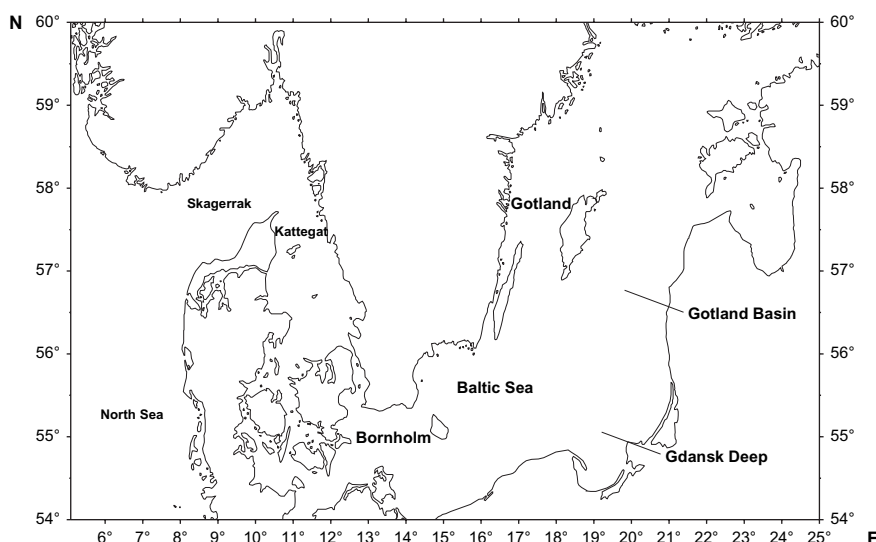 N
60° 60°
59° 59°
58° 58°
Skagerrak
Gotland
Kattegat
57° 57°
Gotland Basin
56° 56°
Baltic Sea
North Sea
55° 55°
Bornholm
Gdansk Deep
54° 54°
6° 7° 8° 9° 10° 11° 12° 13° 14° 15° 16° 17° 18° 19° 20° 21° 22° 23° 24° 25° E